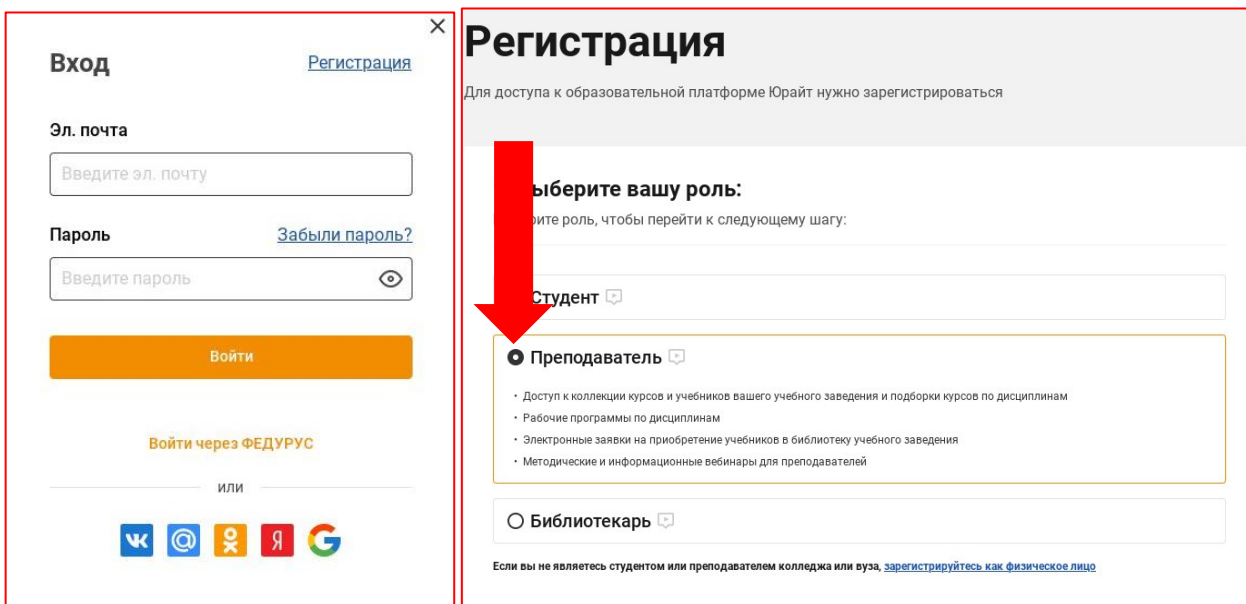 Вход
Регистрация
Эл. почта
Введите эл. почту
Пароль
Забыли пароль?
Введите пароль
Войти
Войти через ФЕДУРУС
или
Я
Регистрация
Для доступа к образовательной платформе Юрайт нужно зарегистрироваться
вашу роль:
роль, чтобы перейти к следующему шагу:
Студент
Преподаватель
• Доступ к коллекции курсов и учебников вашего учебного заведения и подборки курсов по дисциплинам
• Рабочие программы по дисциплинам
• Электронные заявки на приобретение учебников в библиотеку учебного заведения
• Методические и информационные вебинары для преподавателей
Библиотекарь
Если вы не являетесь студентом или преподавателем колледжа или вуза, зарегистрируйтесь как физическое лицо